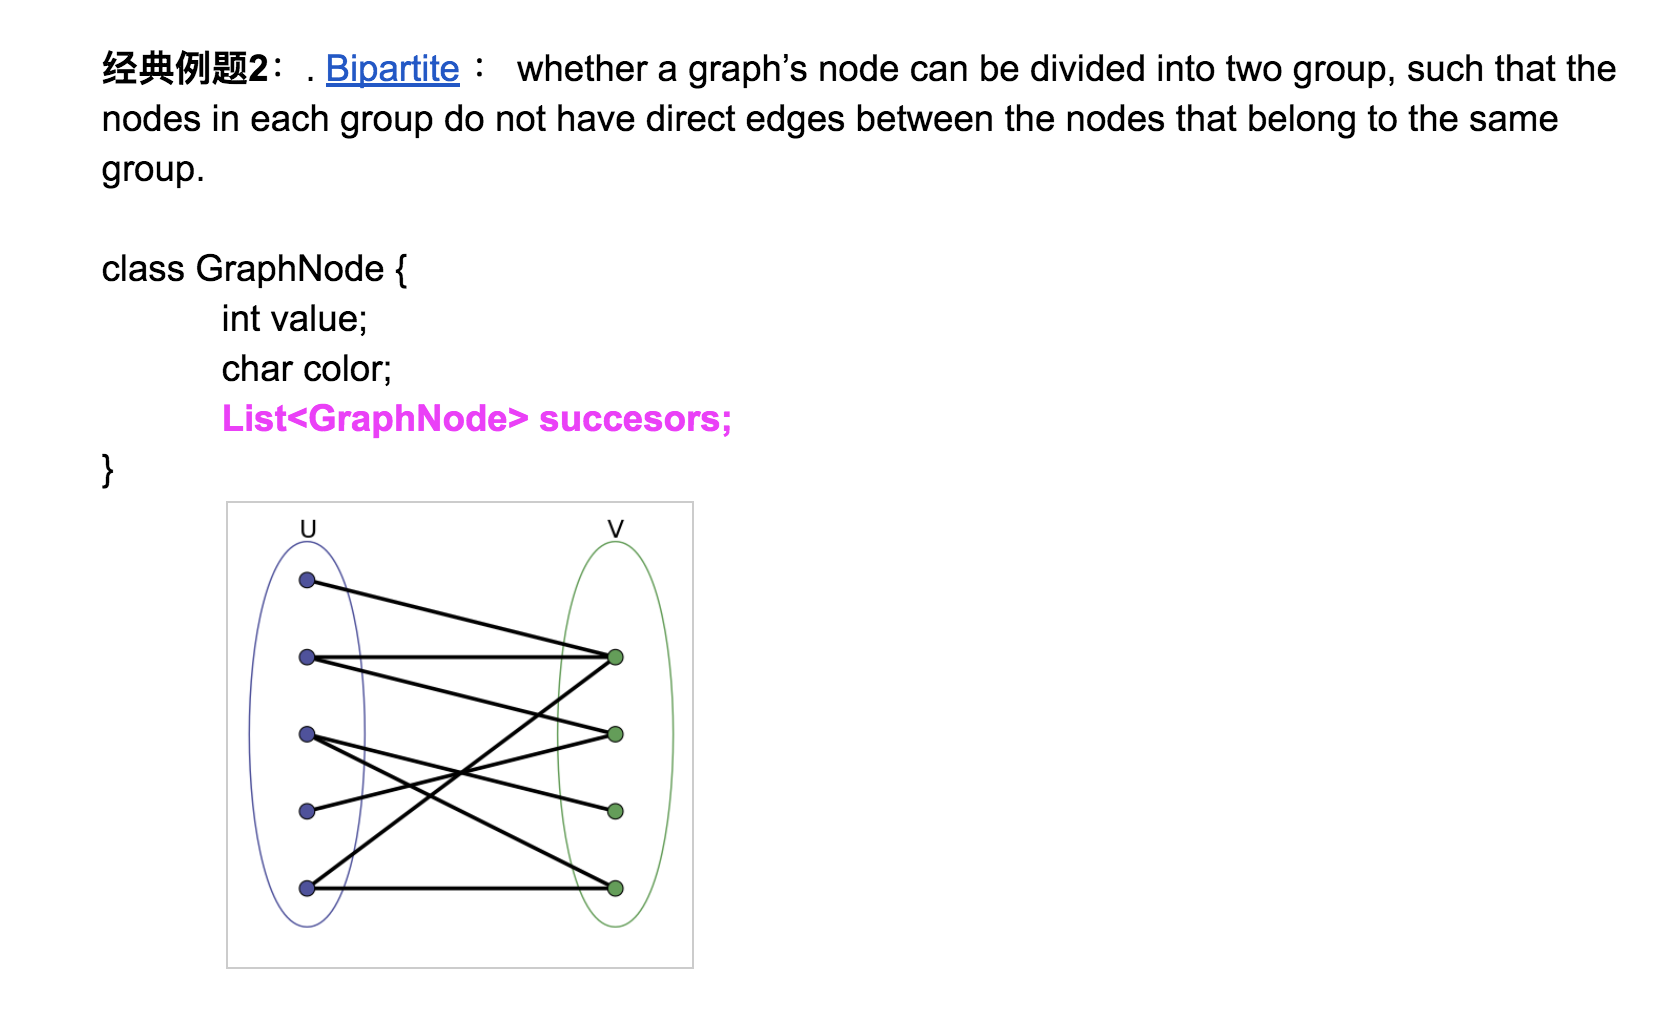 经典例题2： . Bipartite ： whether a graph’s node can be divided into two group, such that the
nodes in each group do not have direct edges between the nodes that belong to the same
group.
class GraphNode {
int value;
char color;
List<GraphNode> succesors;
}
U V